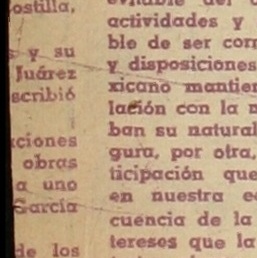 ostilla,
s y su
Juárez
scribió
ciones
obras
a uno
García
de los
actividades y
ble de ser com
y disposiciones
xicano mantien
lación con la
ban su natural
gura, por otra,
ticipación que
en nuestra
cuencia de la
tereses que la